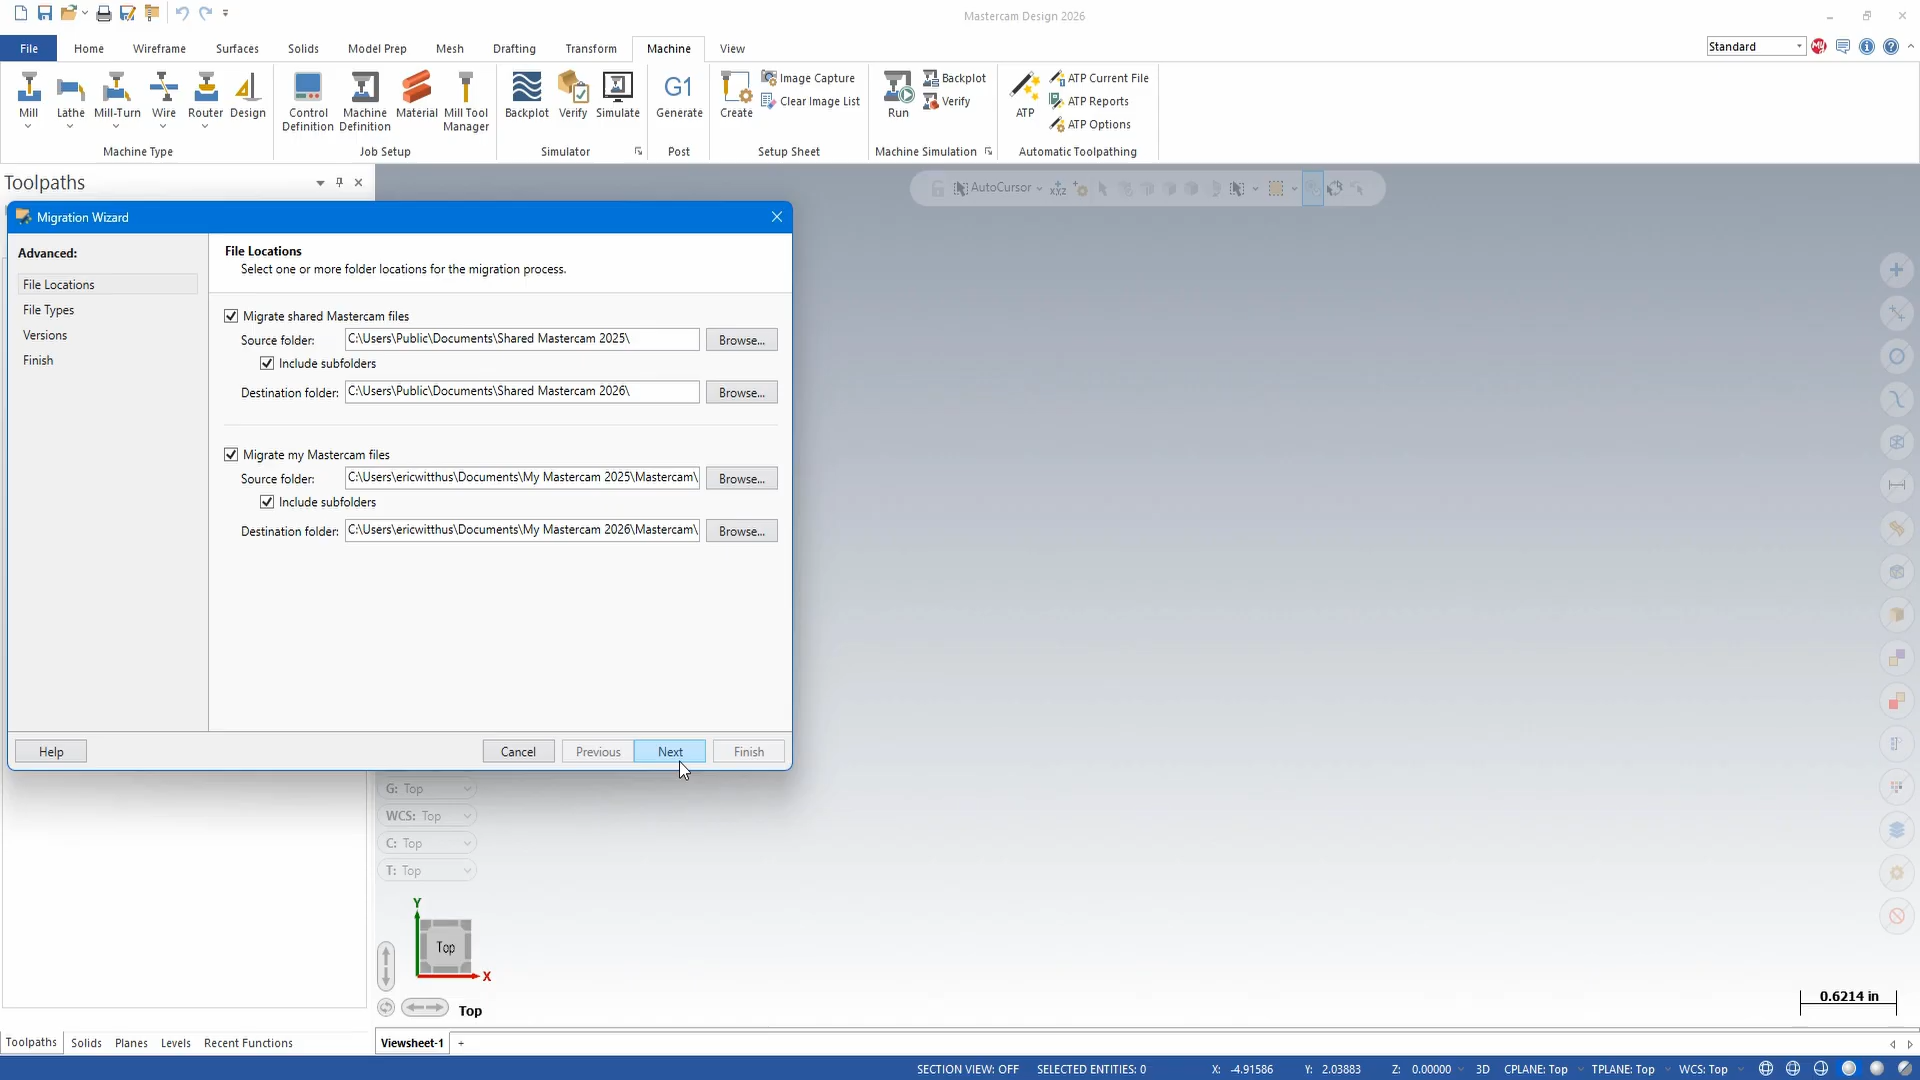 Mastercam Design 2026
File Home Wireframe Surfaces Solids Model Prep Mesh Drafting Transform Machine View
Standard
Mill Lathe Mill-Turn Wire Router Design
Machine Type
Control Definition Machine Definition Material Mill Tool Manager
Job Setup
Backplot Verify Simulate
Simulator
G1
Generate
Post
Create
Image Capture
Clear Image List
Setup Sheet
Run
Backplot
Verify
Machine Simulation
ATP
ATP Current File
ATP Reports
ATP Options
Automatic Toolpathing
Toolpaths
AutoCursor
Migration Wizard
Advanced:
File Locations
File Types
Versions
Finish
File Locations
Select one or more folder locations for the migration process.
Migrate shared Mastercam files
Source folder: C:\Users\Public\Documents\Shared Mastercam 2025\ Browse...
Include subfolders
Destination folder: C:\Users\Public\Documents\Shared Mastercam 2026\ Browse...
Migrate my Mastercam files
Source folder: C:\Users\ericwitthus\Documents\My Mastercam 2025\Mastercam\ Browse...
Include subfolders
Destination folder: C:\Users\ericwitthus\Documents\My Mastercam 2026\Mastercam\ Browse...
Help Cancel Previous Next Finish
G: Top
WCS: Top
C: Top
T: Top
Y
Top
X
Top
0.6214 in
Toolpaths Solids Planes Levels Recent Functions
Viewsheet-1 +
SECTION VIEW: OFF SELECTED ENTITIES: 0 X: -4.91586 Y: 2.03883 Z: 0.00000 3D CPLANE: Top TPLANE: Top WCS: Top